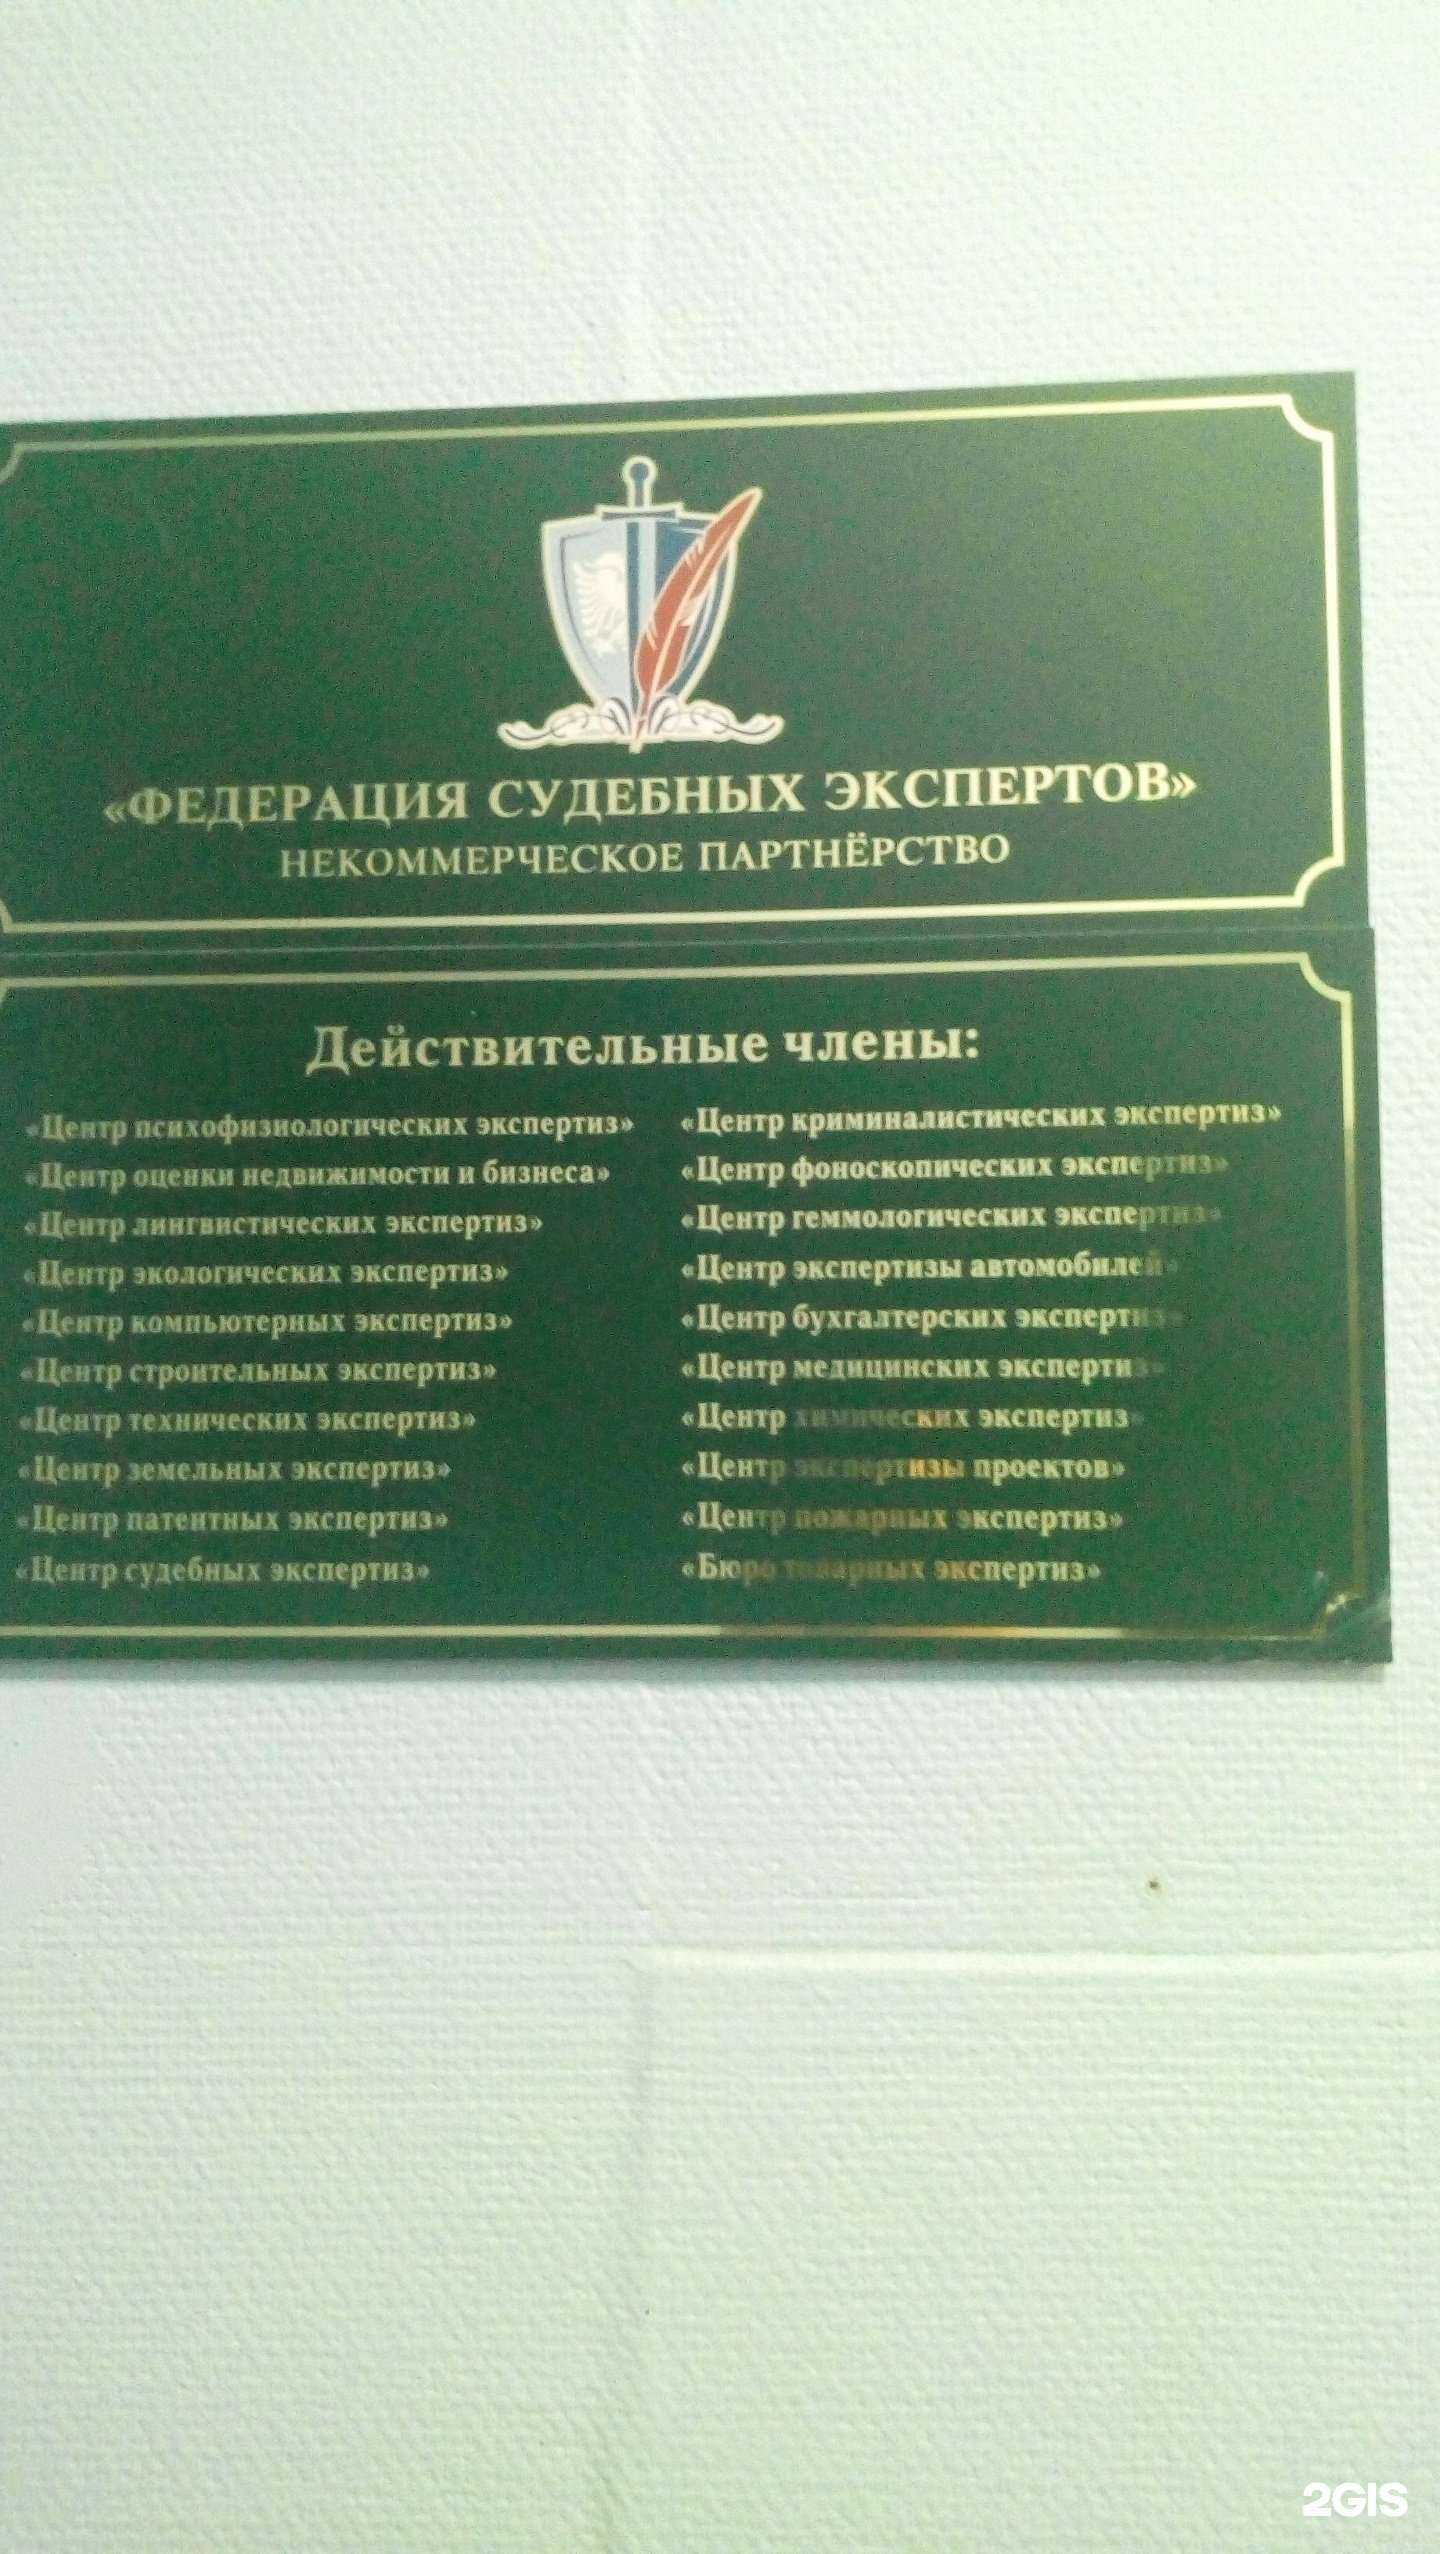 «ФЕДЕРАЦИЯ СУДЕБНЫХ ЭКСПЕРТОВ»
НЕКОММЕРЧЕСКОЕ ПАРТНЁРСТВО
Действительные члены:
«Центр психофизиологических экспертиз»
«Центр оценки недвижимости и бизнеса»
«Центр лингвистических экспертиз»
«Центр экологических экспертиз»
«Центр компьютерных экспертиз»
«Центр строительных экспертиз»
«Центр технических экспертиз»
«Центр земельных экспертиз»
«Центр патентных экспертиз»
«Центр судебных экспертиз»
«Центр криминалистических экспертиз»
«Центр фоноскопических экспертиз»
«Центр геммологических экспертиз»
«Центр экспертизы автомобилей»
«Центр бухгалтерских экспертиз»
«Центр медицинских экспертиз»
«Центр химических экспертиз»
«Центр экспертизы проектов»
«Центр пожарных экспертиз»
«Бюро товарных экспертиз»
2GIS